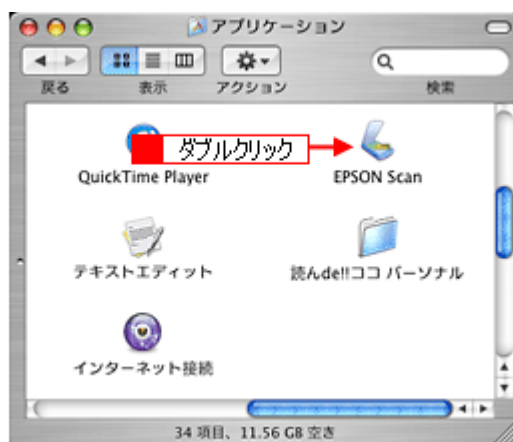 アプリケーション
戻る 表示 アクション 検索
ダブルクリック
QuickTime Player EPSON Scan
テキストエディット 読んde!!ココ パーソナル
インターネット接続
34 項目、11.56 GB 空き